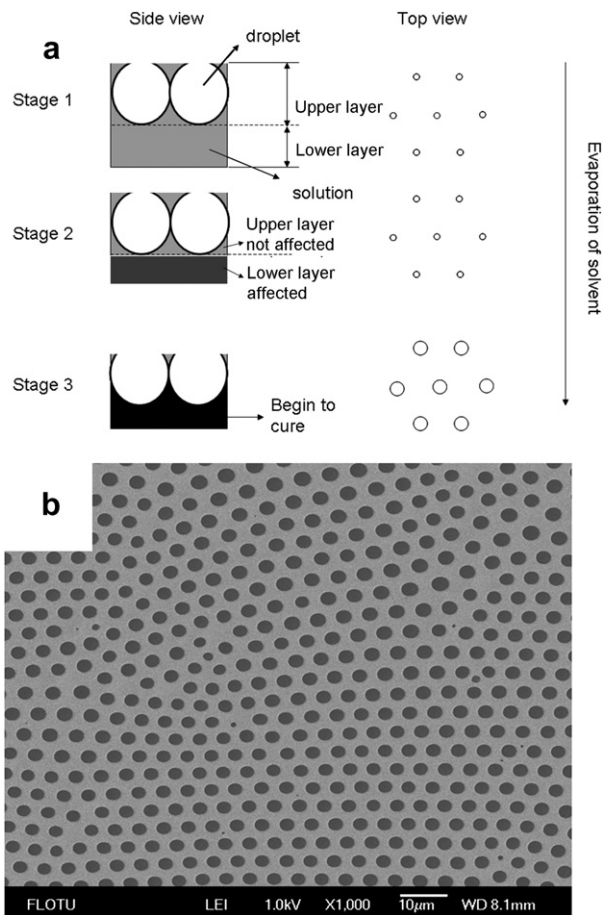 Side view
Top view
a
droplet
Stage 1
Upper layer
Lower layer
solution
Stage 2
Upper layer
not affected
Lower layer
affected
Stage 3
Begin to
cure
Evaporation of solvent
b
FLOTU LEI 1.0kV X1,000 10μm WD 8.1mm